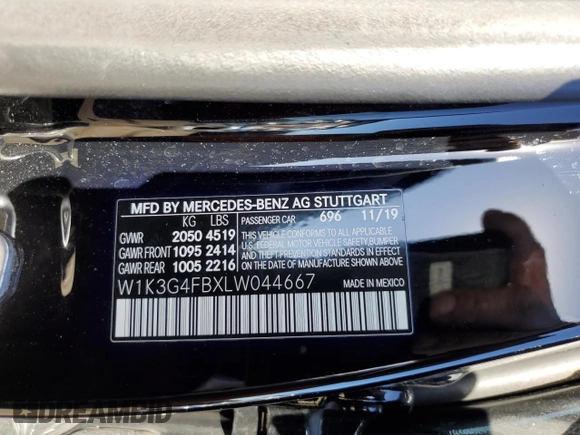 MFD BY MERCEDES-BENZ AG STUTTGART
KG LBS PASSENGER CAR 696 11/19
GVWR 2050 4519 THIS VEHICLE CONFORMS TO ALL APPLICABLE
GAWR FRONT 1095 2414 U.S. FEDERAL MOTOR VEHICLE SAFETY, BUMPER
GAWR REAR 1005 2216 AND THEFT PREVENTION STANDARDS IN EFFECT
ON THE DATE OF MANUFACTURE SHOWN ABOVE.
W1K3G4FBXLW044667 MADE IN MEXICO
DREAMBID